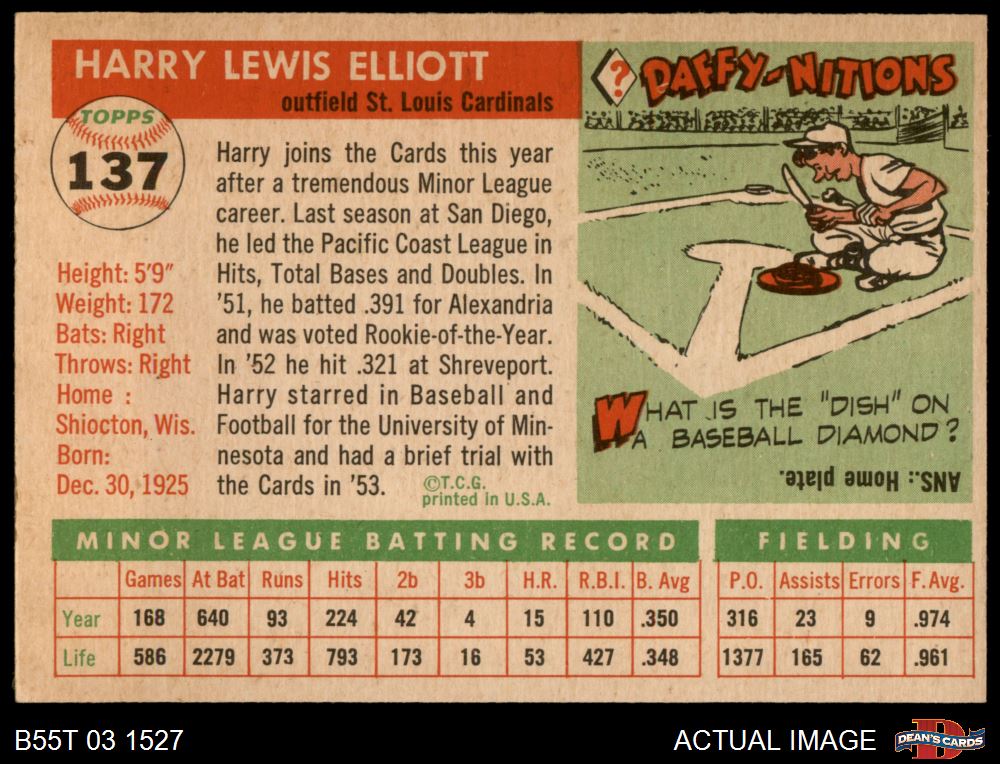 HARRY LEWIS ELLIOTT
outfield St. Louis Cardinals
TOPPS
137
Height: 5'9"
Weight: 172
Bats: Right
Throws: Right
Home :
Shiocton, Wis.
Born:
Dec. 30, 1925
Harry joins the Cards this year
after a tremendous Minor League
career. Last season at San Diego,
he led the Pacific Coast League in
Hits, Total Bases and Doubles. In
'51, he batted .391 for Alexandria
and was voted Rookie-of-the-Year.
In '52 he hit .321 at Shreveport.
Harry starred in Baseball and
Football for the University of Min-
nesota and had a brief trial with
the Cards in '53.
©T.C.G.
printed in U.S.A.
? DAFFY-NITIONS
WHAT IS THE "DISH" ON
A BASEBALL DIAMOND?
ANS.: Home plate.
MINOR LEAGUE BATTING RECORD
Games At Bat Runs Hits 2b 3b H.R. R.B.I. B. Avg
Year 168 640 93 224 42 4 15 110 .350
Life 586 2279 373 793 173 16 53 427 .348
FIELDING
P.O. Assists Errors F. Avg.
316 23 9 .974
1377 165 62 .961
B55T 03 1527
ACTUAL IMAGE
DEAN'S CARDS